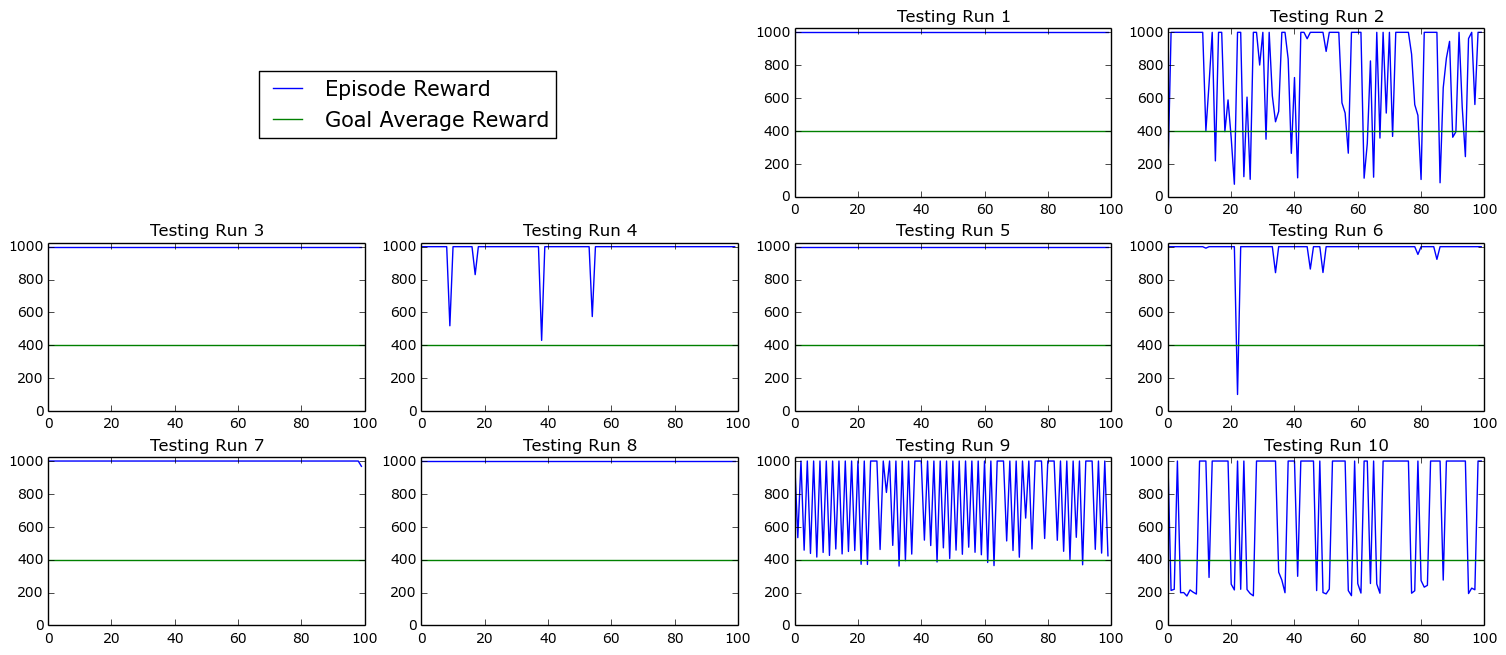 Testing Run 1
Testing Run 2
Episode Reward
Goal Average Reward
1000
800
600
400
200
0
0 20 40 60 80 100
1000
800
600
400
200
0
0 20 40 60 80 100
Testing Run 3
Testing Run 4
Testing Run 5
Testing Run 6
1000
800
600
400
200
0
0 20 40 60 80 100
1000
800
600
400
200
0
0 20 40 60 80 100
1000
800
600
400
200
0
0 20 40 60 80 100
1000
800
600
400
200
0
0 20 40 60 80 100
Testing Run 7
Testing Run 8
Testing Run 9
Testing Run 10
1000
800
600
400
200
0
0 20 40 60 80 100
1000
800
600
400
200
0
0 20 40 60 80 100
1000
800
600
400
200
0
0 20 40 60 80 100
1000
800
600
400
200
0
0 20 40 60 80 100